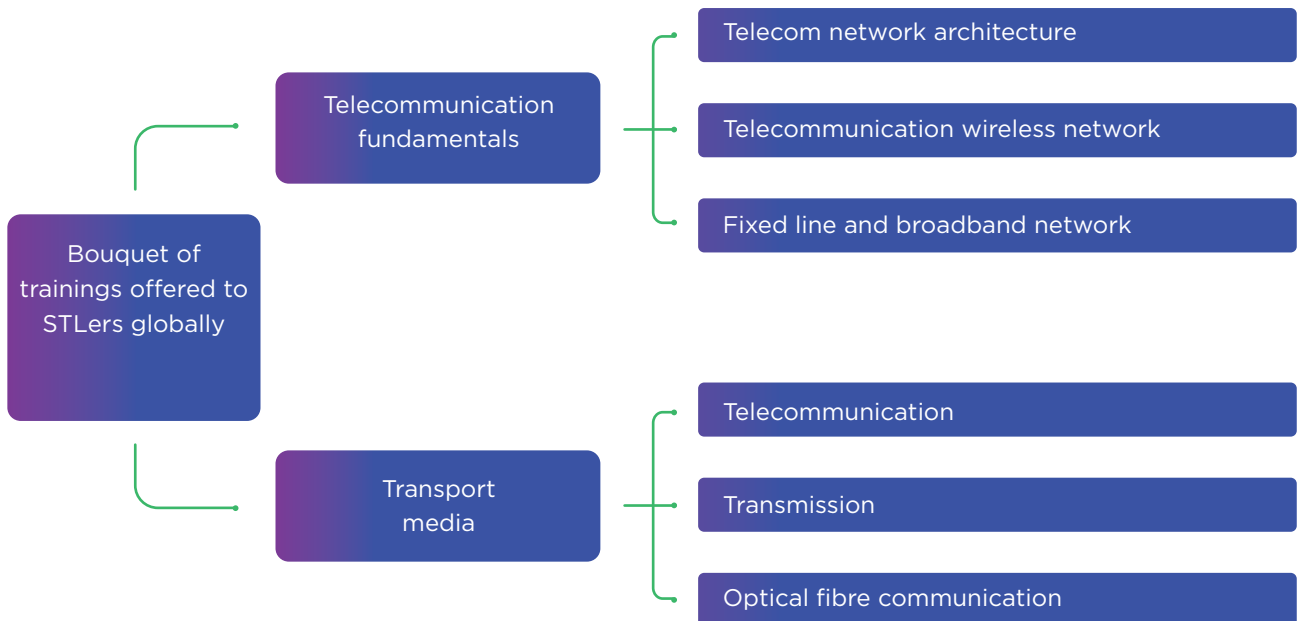 Bouquet of
trainings offered to
STLers globally
Telecommunication
fundamentals
Telecom network architecture
Telecommunication wireless network
Fixed line and broadband network
Transport
media
Telecommunication
Transmission
Optical fibre communication